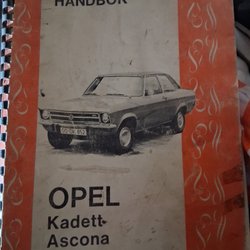 HANDBOK
OPEL
Kadett-
Ascona